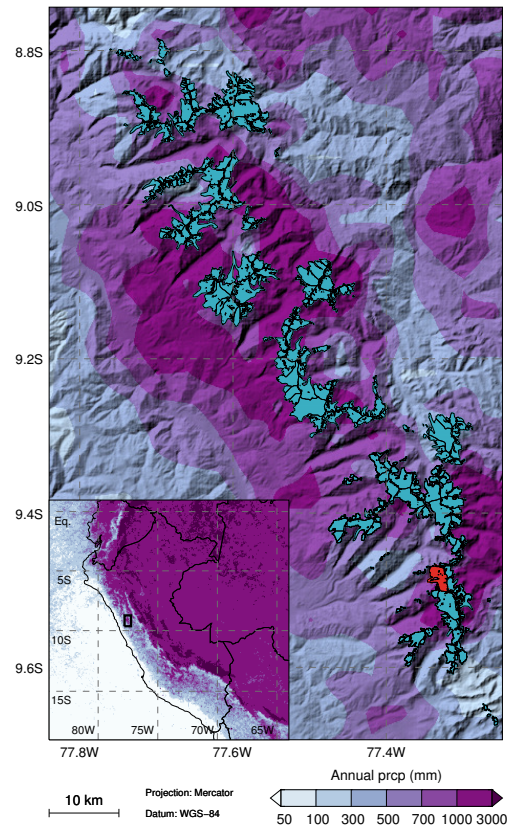 8.8S
9.0S
9.2S
9.4S
9.6S
Eq.
5S
10S
15S
80W 75W 70W 65W
77.8W 77.6W 77.4W
Annual prcp (mm)
10 km
Projection: Mercator
Datum: WGS−84
50 100 300 500 700 1000 3000